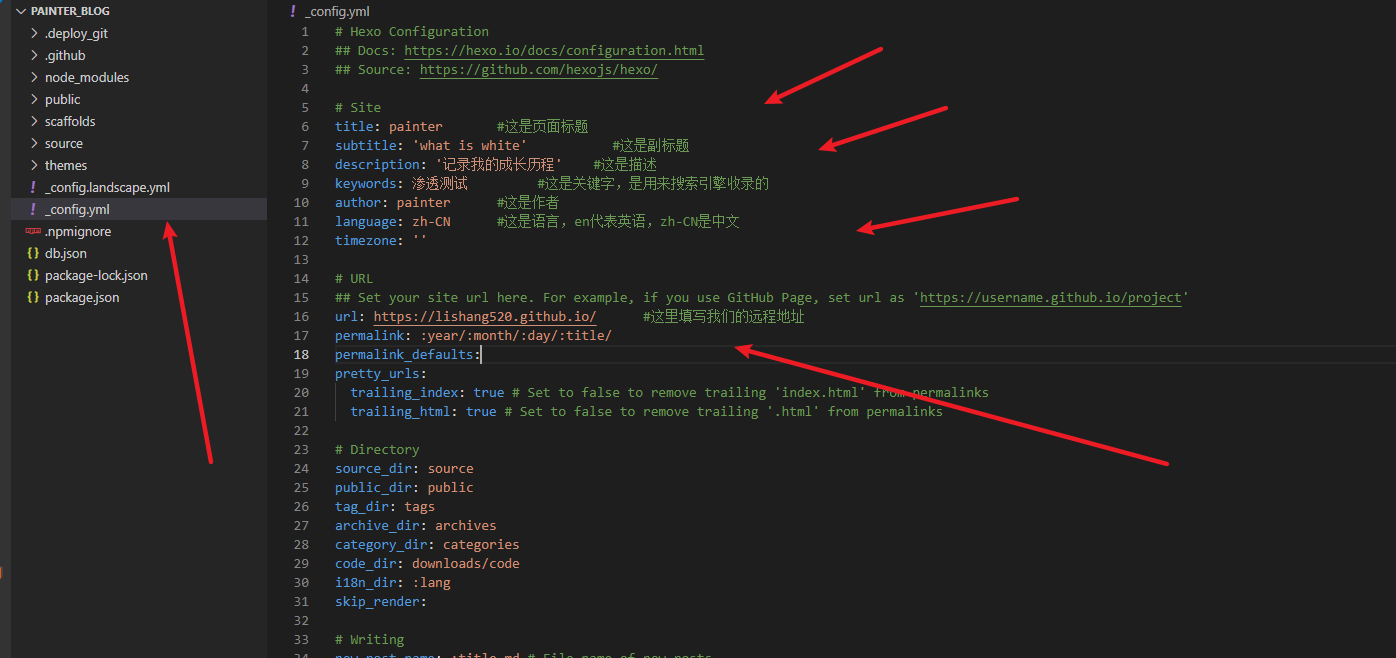 PAINTER_BLOG
.deploy_git
.github
node_modules
public
scaffolds
source
themes
! _config.landscape.yml
! _config.yml
npm .npmignore
{} db.json
{} package-lock.json
{} package.json
! _config.yml
1 # Hexo Configuration
2 ## Docs: https://hexo.io/docs/configuration.html
3 ## Source: https://github.com/hexojs/hexo/
4
5 # Site
6 title: painter #这是页面标题
7 subtitle: 'what is white' #这是副标题
8 description: '记录我的成长历程' #这是描述
9 keywords: 渗透测试 #这是关键字，是用来搜索引擎收录的
10 author: painter #这是作者
11 language: zh-CN #这是语言，en代表英语，zh-CN是中文
12 timezone: ''
13
14 # URL
15 ## Set your site url here. For example, if you use GitHub Page, set url as 'https://username.github.io/project'
16 url: https://lishang520.github.io/ #这里填写我们的远程地址
17 permalink: :year/:month/:day/:title/
18 permalink_defaults:
19 pretty_urls:
20 trailing_index: true # Set to false to remove trailing 'index.html' from permalinks
21 trailing_html: true # Set to false to remove trailing '.html' from permalinks
22
23 # Directory
24 source_dir: source
25 public_dir: public
26 tag_dir: tags
27 archive_dir: archives
28 category_dir: categories
29 code_dir: downloads/code
30 i18n_dir: :lang
31 skip_render:
32
33 # Writing
34 new_post_name: :title.md # File name of new posts